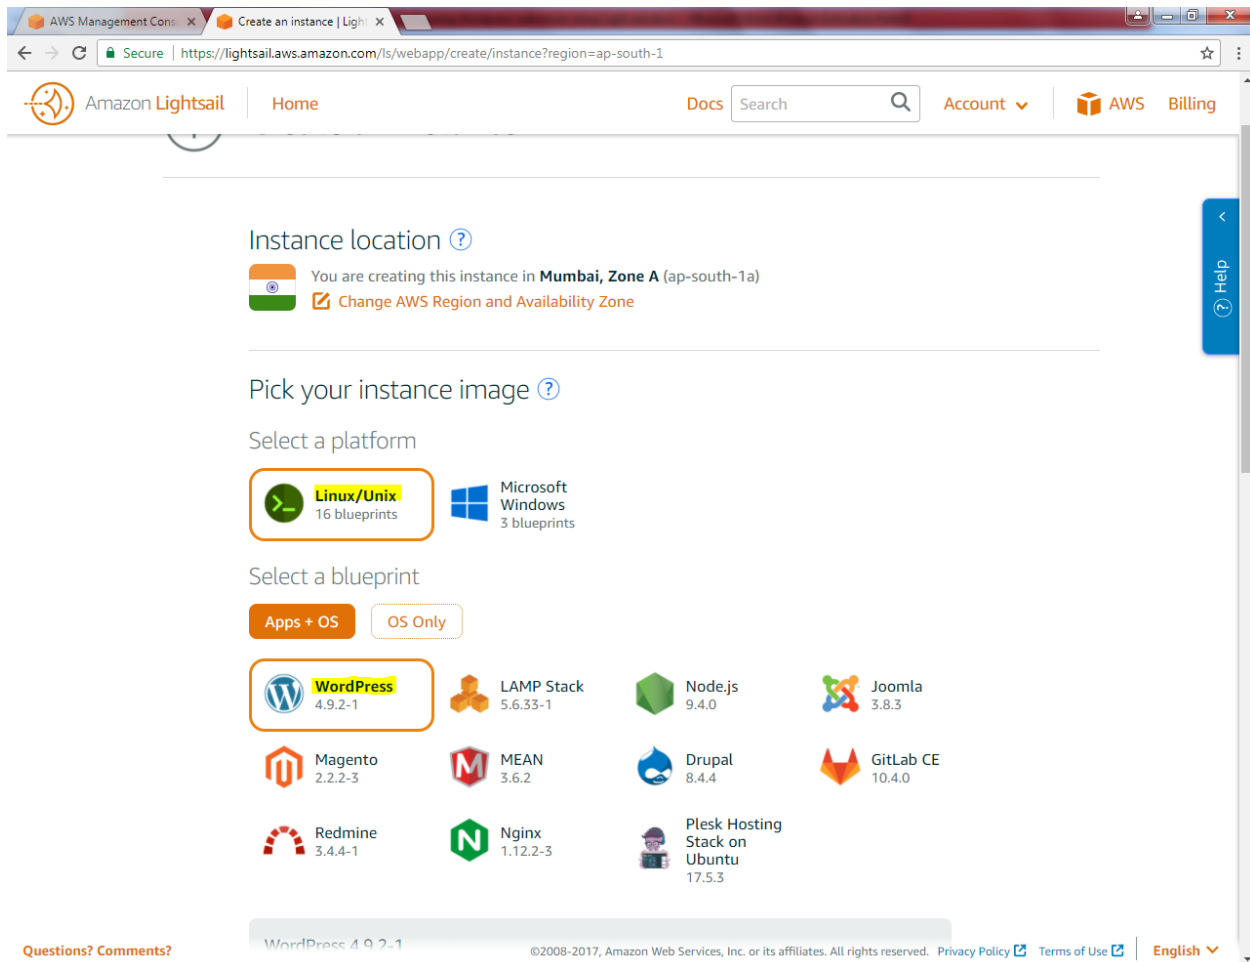 AWS Management Cons
Create an instance | Ligh
Secure
https://lightsail.aws.amazon.com/ls/webapp/create/instance?region=ap-south-1
Amazon Lightsail
Home
Docs
Search
Account
AWS
Billing
Instance location ?
You are creating this instance in Mumbai, Zone A (ap-south-1a)
Change AWS Region and Availability Zone
? Help
Pick your instance image ?
Select a platform
Linux/Unix
16 blueprints
Microsoft
Windows
3 blueprints
Select a blueprint
Apps + OS
OS Only
WordPress
4.9.2-1
LAMP Stack
5.6.33-1
Node.js
9.4.0
Joomla
3.8.3
Magento
2.2.2-3
MEAN
3.6.2
Drupal
8.4.4
GitLab CE
10.4.0
Redmine
3.4.4-1
Nginx
1.12.2-3
Plesk Hosting
Stack on
Ubuntu
17.5.3
WordPress 4.9.2-1
Questions? Comments?
©2008-2017, Amazon Web Services, Inc. or its affiliates. All rights reserved.
Privacy Policy
Terms of Use
English